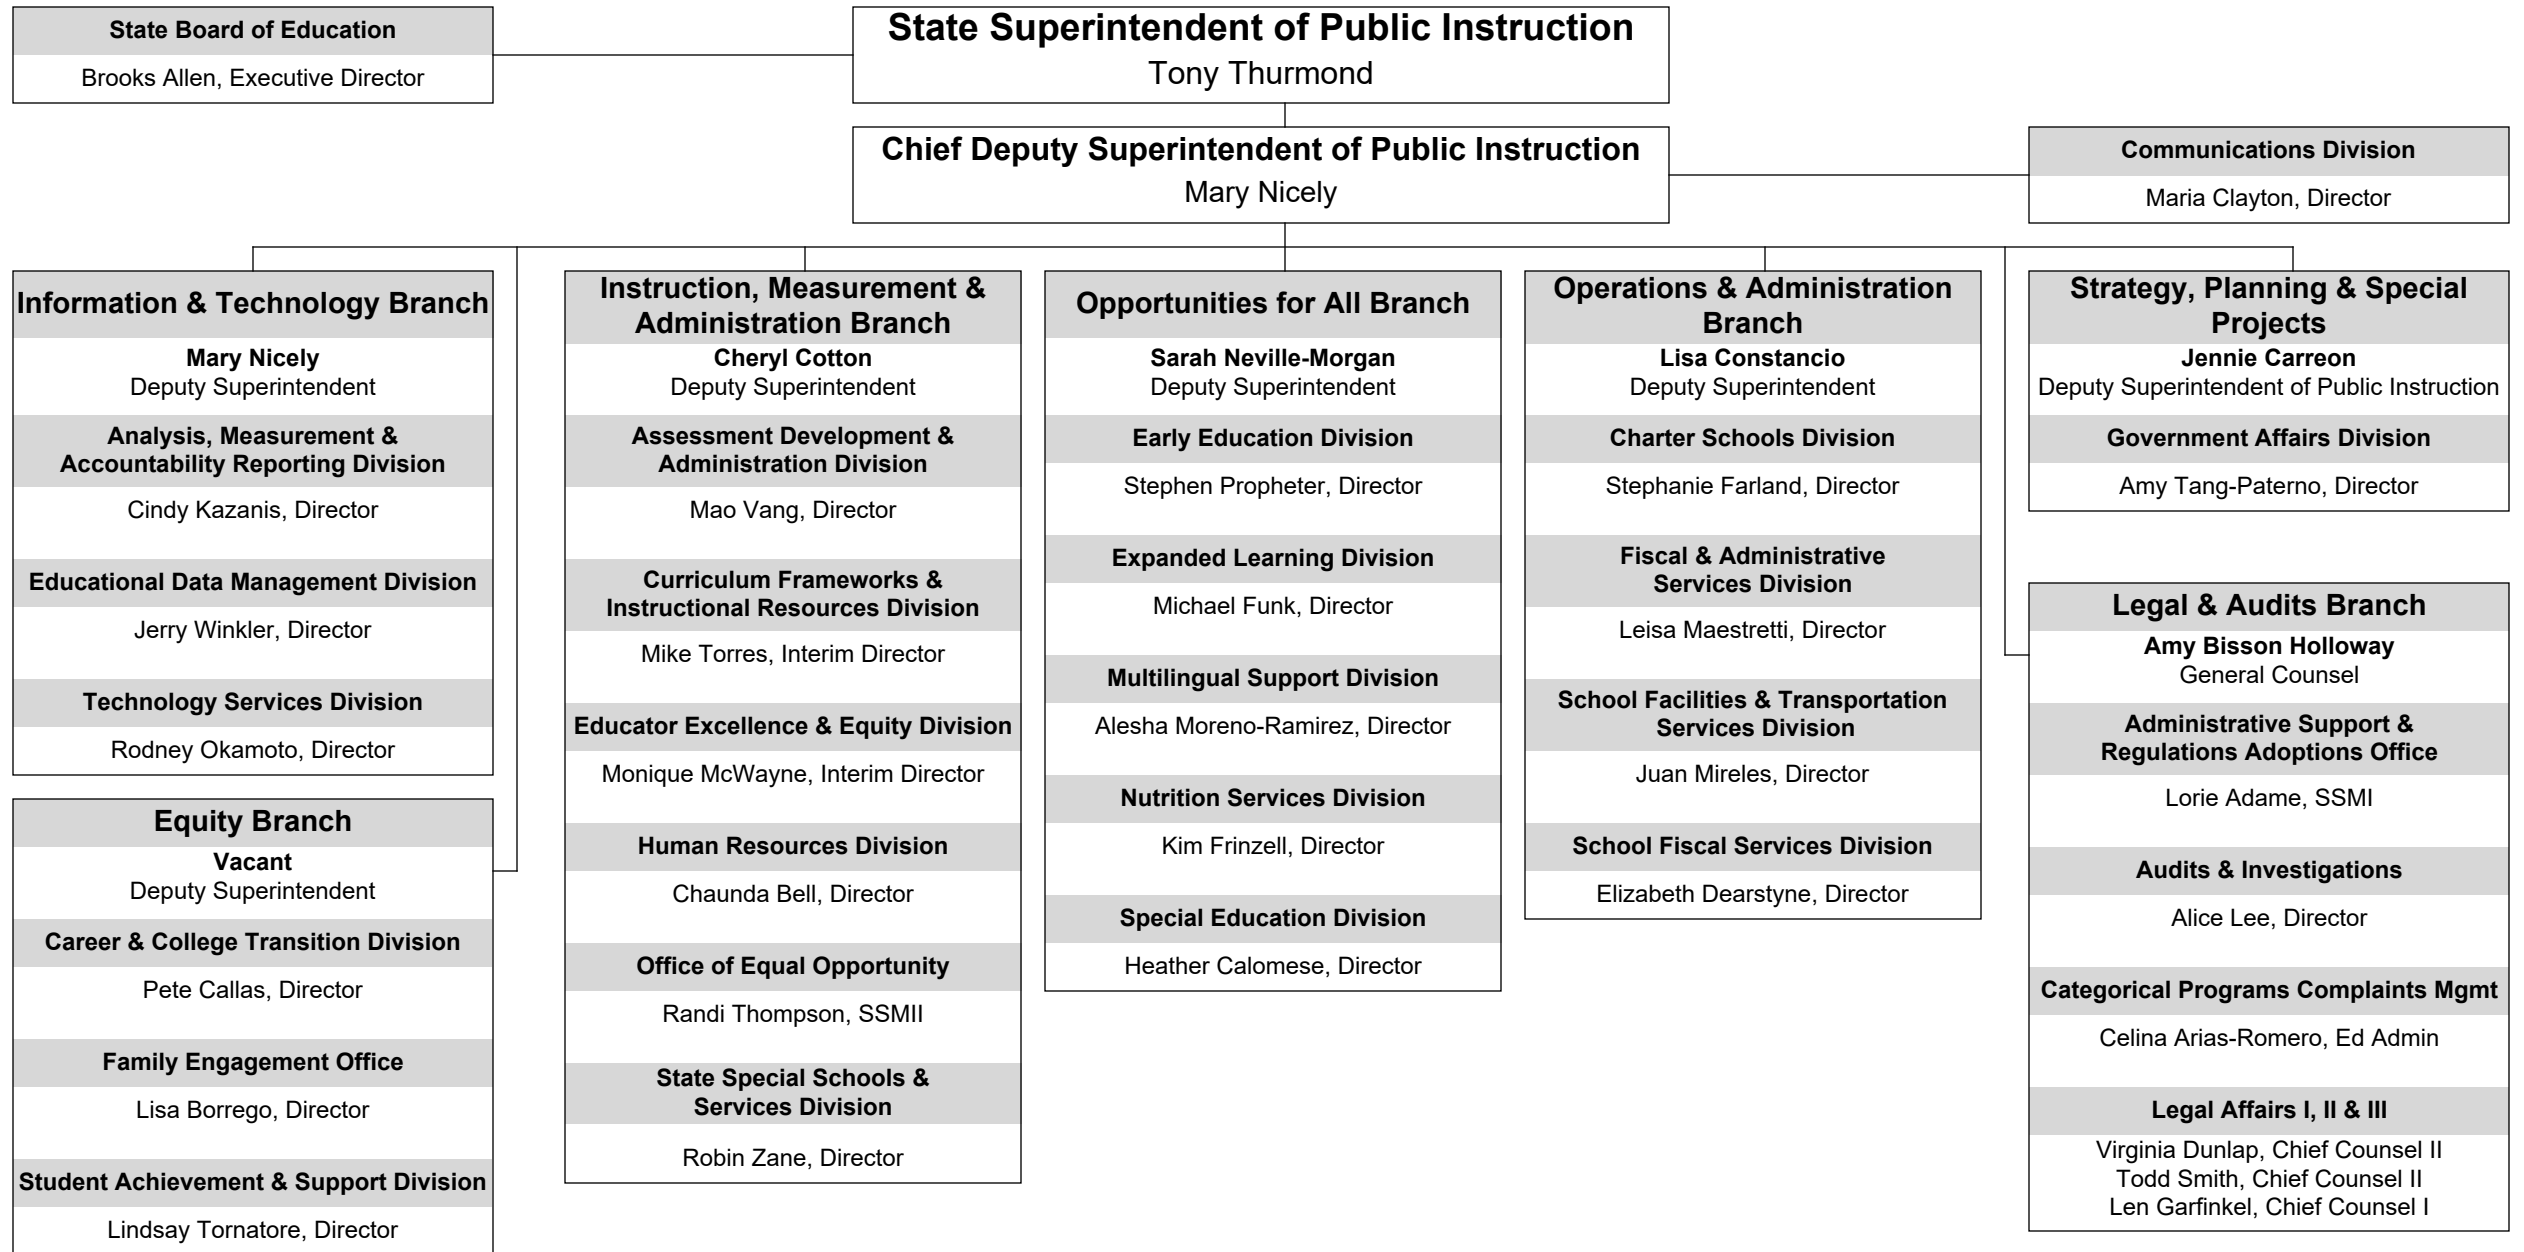 State Board of Education
Brooks Allen, Executive Director
State Superintendent of Public Instruction
Tony Thurmond
Chief Deputy Superintendent of Public Instruction
Mary Nicely
Communications Division
Maria Clayton, Director
Information & Technology Branch
Mary Nicely
Deputy Superintendent
Analysis, Measurement &
Accountability Reporting Division
Cindy Kazanis, Director
Educational Data Management Division
Jerry Winkler, Director
Technology Services Division
Rodney Okamoto, Director
Equity Branch
Vacant
Deputy Superintendent
Career & College Transition Division
Pete Callas, Director
Family Engagement Office
Lisa Borrego, Director
Student Achievement & Support Division
Lindsay Tornatore, Director
Instruction, Measurement &
Administration Branch
Cheryl Cotton
Deputy Superintendent
Assessment Development &
Administration Division
Mao Vang, Director
Curriculum Frameworks &
Instructional Resources Division
Mike Torres, Interim Director
Educator Excellence & Equity Division
Monique McWayne, Interim Director
Human Resources Division
Chaunda Bell, Director
Office of Equal Opportunity
Randi Thompson, SSMII
State Special Schools &
Services Division
Robin Zane, Director
Opportunities for All Branch
Sarah Neville-Morgan
Deputy Superintendent
Early Education Division
Stephen Propheter, Director
Expanded Learning Division
Michael Funk, Director
Multilingual Support Division
Alesha Moreno-Ramirez, Director
Nutrition Services Division
Kim Frinzell, Director
Special Education Division
Heather Calomese, Director
Operations & Administration
Branch
Lisa Constancio
Deputy Superintendent
Charter Schools Division
Stephanie Farland, Director
Fiscal & Administrative
Services Division
Leisa Maestretti, Director
School Facilities & Transportation
Services Division
Juan Mireles, Director
School Fiscal Services Division
Elizabeth Dearstyne, Director
Strategy, Planning & Special
Projects
Jennie Carreon
Deputy Superintendent of Public Instruction
Government Affairs Division
Amy Tang-Paterno, Director
Legal & Audits Branch
Amy Bisson Holloway
General Counsel
Administrative Support &
Regulations Adoptions Office
Lorie Adame, SSMI
Audits & Investigations
Alice Lee, Director
Categorical Programs Complaints Mgmt
Celina Arias-Romero, Ed Admin
Legal Affairs I, II & III
Virginia Dunlap, Chief Counsel II
Todd Smith, Chief Counsel II
Len Garfinkel, Chief Counsel I